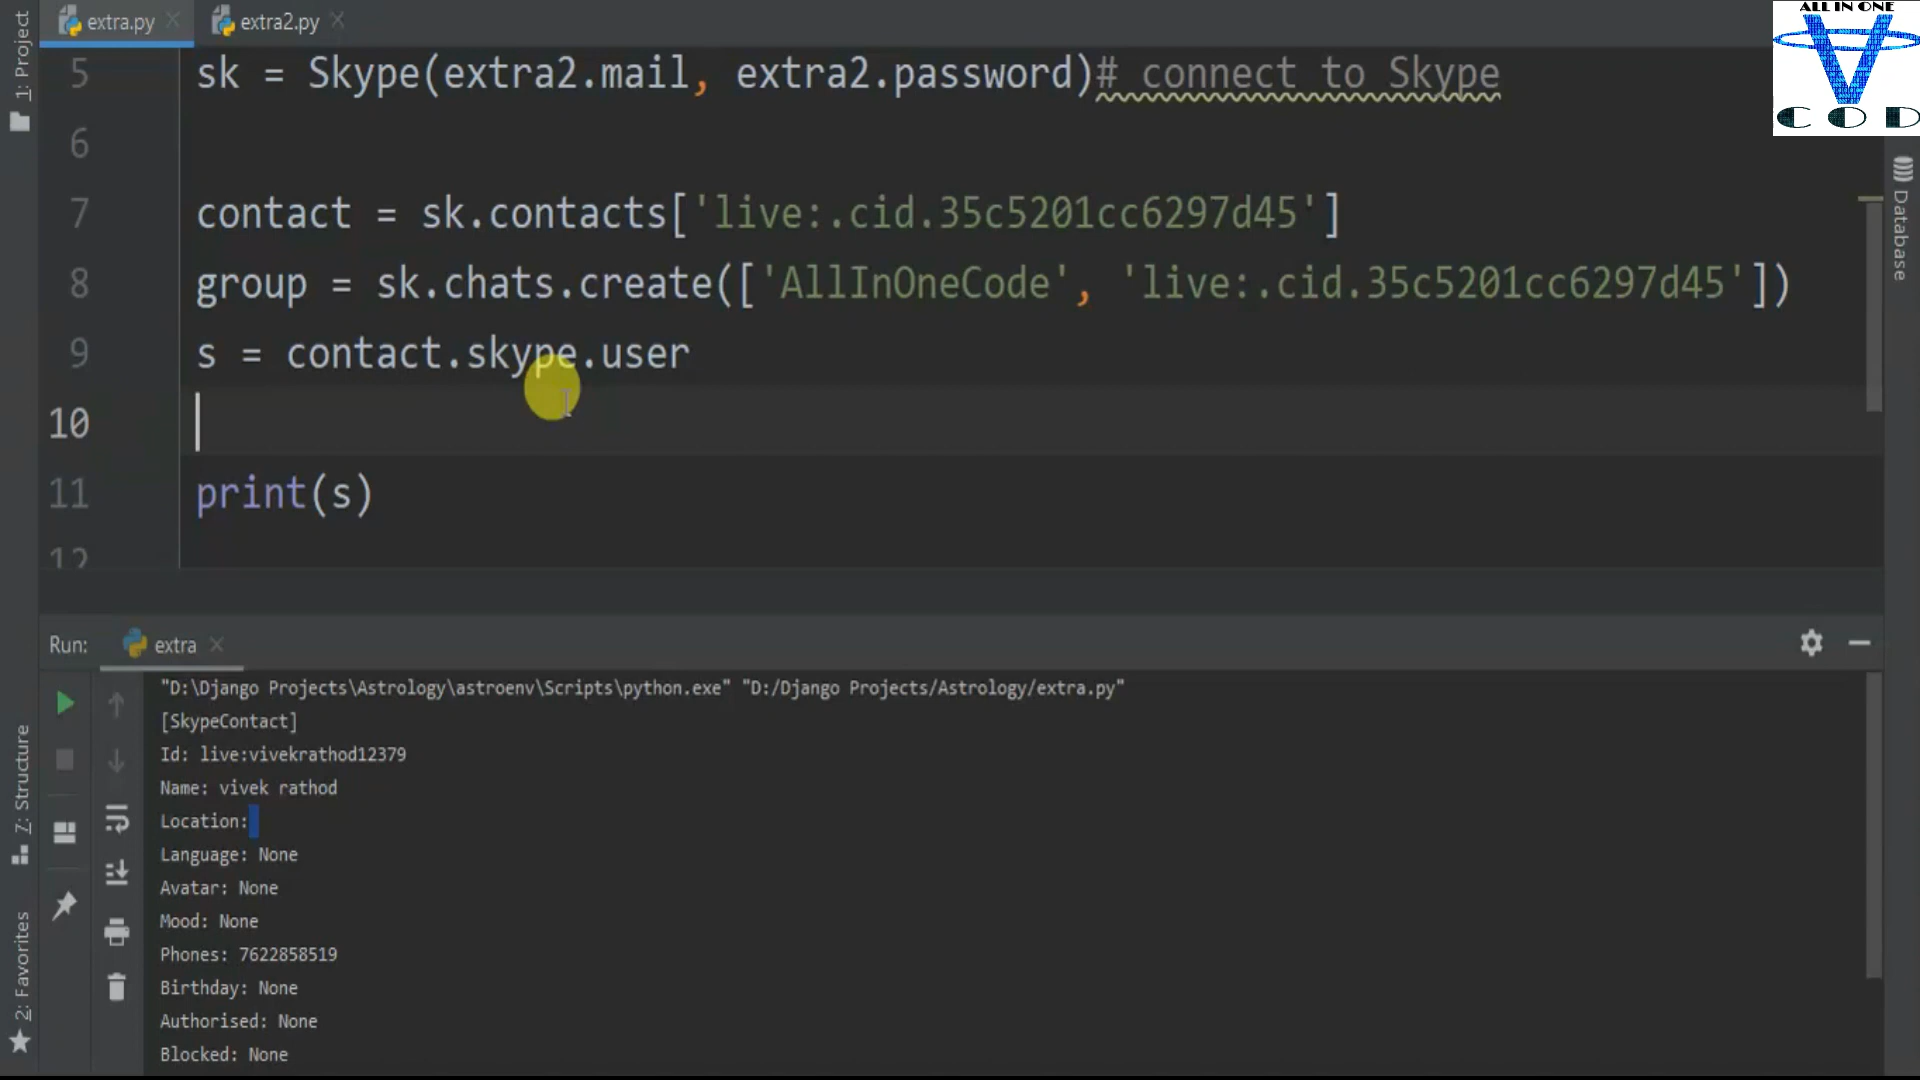 extra.py
extra2.py
ALL IN ONE
COD
1: Project
Database
5 sk = Skype(extra2.mail, extra2.password)# connect to Skype
6
7 contact = sk.contacts['live:.cid.35c5201cc6297d45']
8 group = sk.chats.create(['AllInOneCode', 'live:.cid.35c5201cc6297d45'])
9 s = contact.skype.user
10
11 print(s)
12
Run: extra
"D:\Django Projects\Astrology\astroenv\Scripts\python.exe" "D:/Django Projects/Astrology/extra.py"
[SkypeContact]
Id: live:vivekrathod12379
Name: vivek rathod
Location:
Language: None
Avatar: None
Mood: None
Phones: 7622858519
Birthday: None
Authorised: None
Blocked: None
Z: Structure
2: Favorites